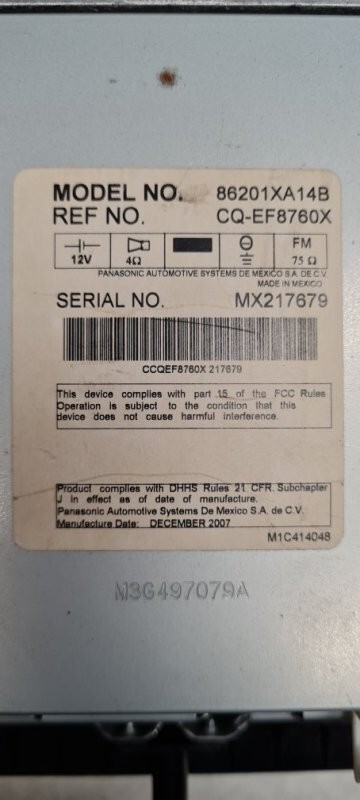 MODEL NO. 86201XA14B
REF NO. CQ-EF8760X
12V 4Ω FM 75 Ω
PANASONIC AUTOMOTIVE SYSTEMS DE MEXICO S.A. DE C.V.
MADE IN MEXICO
SERIAL NO. MX217679
CCQEF8760X 217679
This device complies with part 15 of the FCC Rules
Operation is subject to the condition that this
device does not cause harmful interference.
Product complies with DHHS Rules 21 CFR. Subchapter
J in effect as of date of manufacture.
Panasonic Automotive Systems De Mexico S.A. de C.V.
Manufacture Date: DECEMBER 2007
M1C414048
M3G497079A